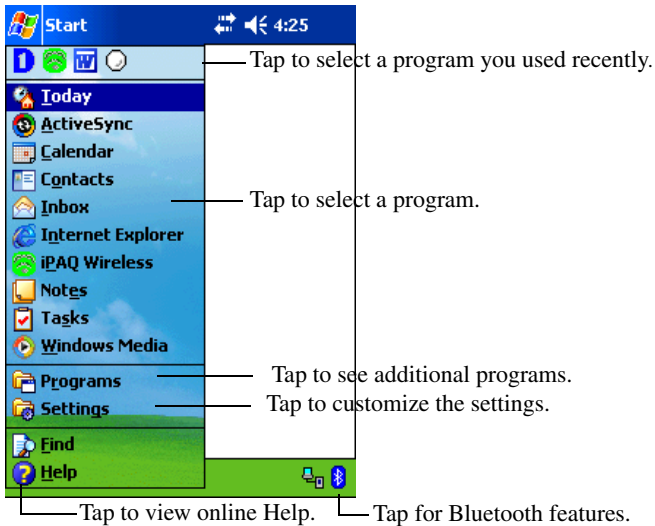 Start 4:25
1 W Tap to select a program you used recently.
Today
ActiveSync
Calendar
Contacts
Inbox Tap to select a program.
Internet Explorer
iPAQ Wireless
Notes
Tasks
Windows Media
Programs Tap to see additional programs.
Settings Tap to customize the settings.
Find
? Help
Tap to view online Help. Tap for Bluetooth features.